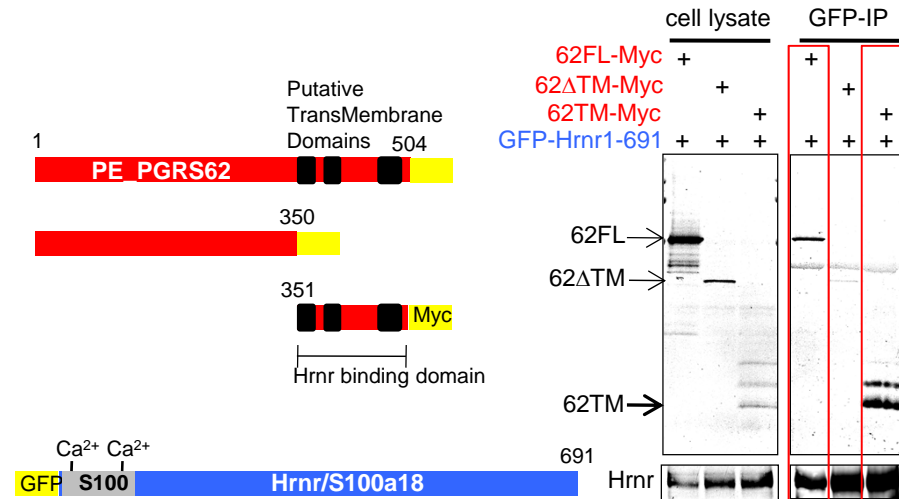 cell lysate GFP-IP
62FL-Myc + +
62ΔTM-Myc + +
62TM-Myc + +
GFP-Hrnr1-691 + + + + + +
Putative
TransMembrane
Domains
1 504
PE_PGRS62
350
351
Myc
Hrnr binding domain
62FL
62ΔTM
62TM
Hrnr
Ca²⁺ Ca²⁺ 691
GFP S100 Hrnr/S100a18